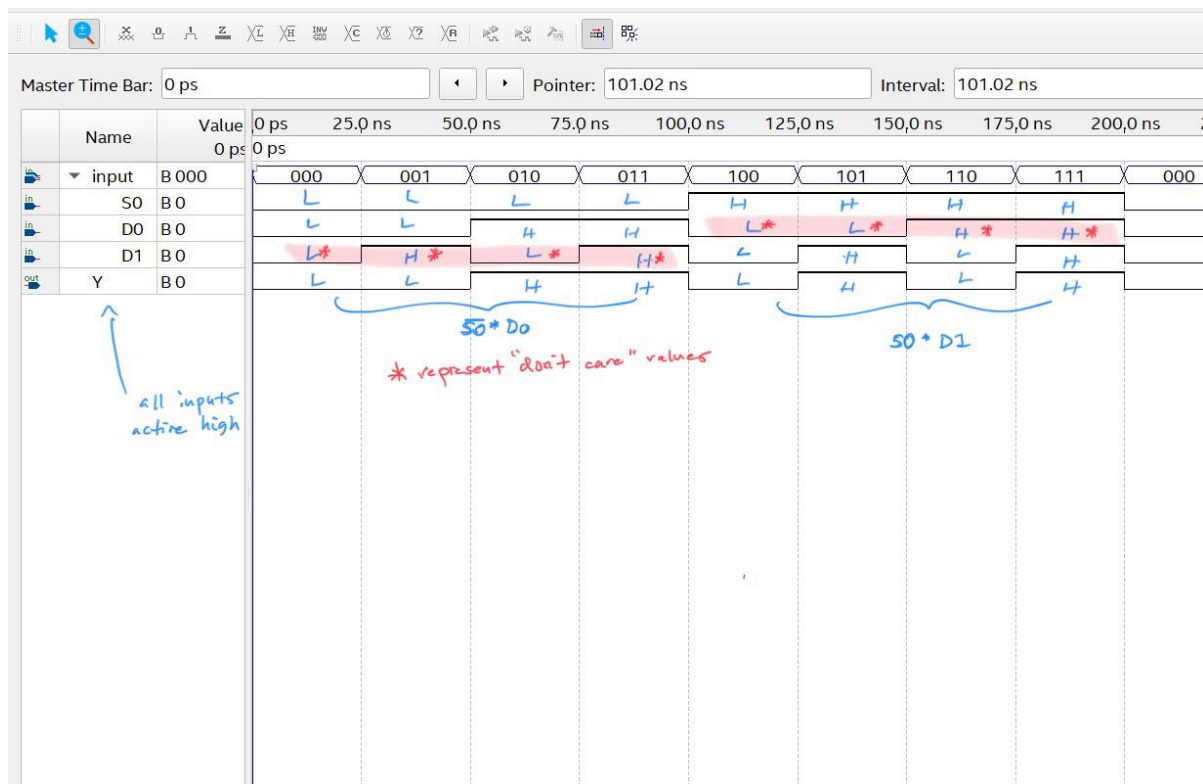 Master Time Bar: 0 ps Pointer: 101.02 ns Interval: 101.02 ns
Name Value 0 ps 25.0 ns 50.0 ns 75.0 ns 100.0 ns 125.0 ns 150.0 ns 175.0 ns 200.0 ns
0 ps 0 ps
input B 000 000 001 010 011 100 101 110 111 000
S0 B 0 L L L L H H H H
D0 B 0 L L H H L* L* H* H*
D1 B 0 L* H* L* H* L H L H
Y B 0 L L H H L H L H
S̅0̅ * D0 S0 * D1
* represent "don't care" values
all inputs
active high